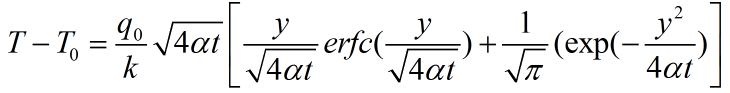 T − T₀ = q₀/k √4αt [ y/√4αt erfc(y/√4αt) + 1/√π (exp(−y²/4αt) ]